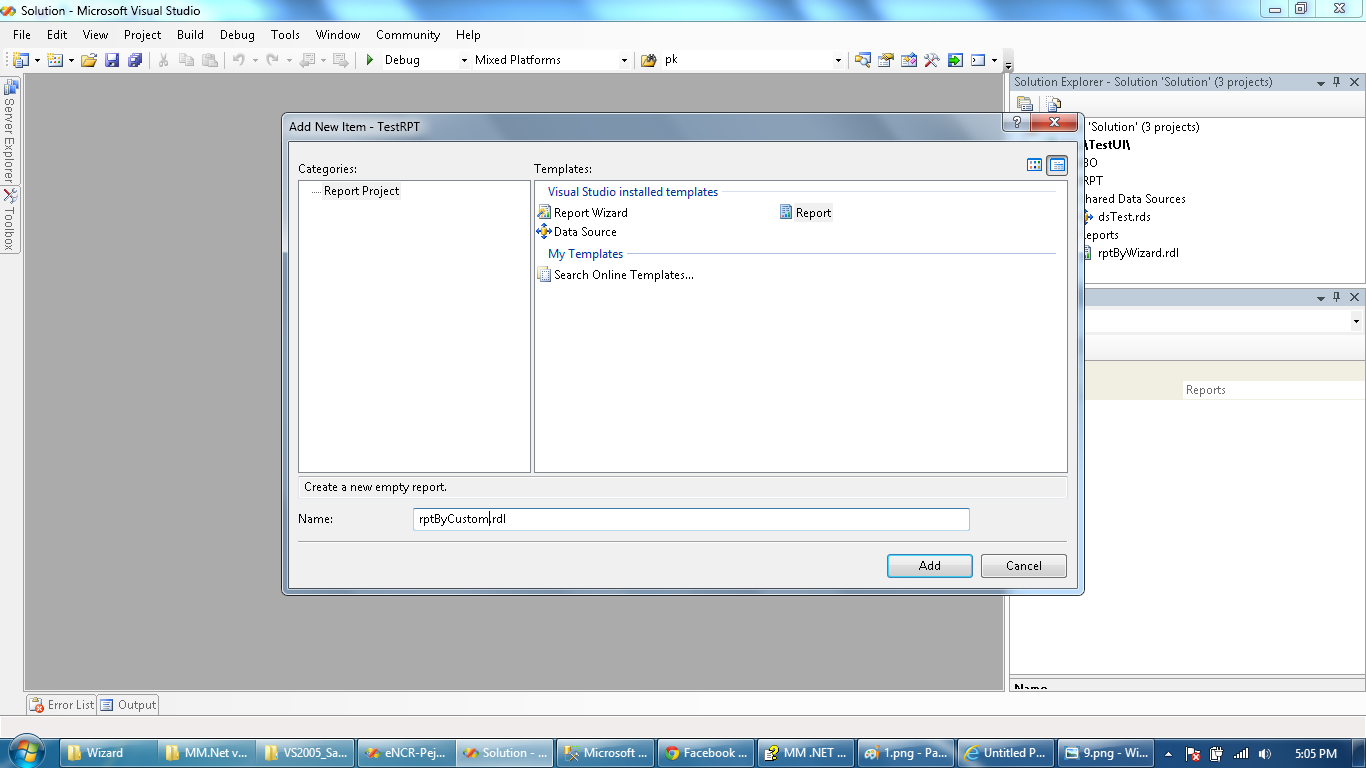 Solution - Microsoft Visual Studio
File Edit View Project Build Debug Tools Window Community Help
Debug Mixed Platforms pk
Server Explorer
Toolbox
Solution Explorer - Solution 'Solution' (3 projects)
'Solution' (3 projects)
\TestUI\
BO
RPT
hared Data Sources
dsTest.rds
eports
rptByWizard.rdl
Reports
Add New Item - TestRPT
Categories:
Templates:
Report Project
Visual Studio installed templates
Report Wizard Report
Data Source
My Templates
Search Online Templates...
Create a new empty report.
Name: rptByCustom.rdl
Add Cancel
Name
Error List Output
Wizard MM.Net v... VS2005_Sa... eNCR-Pej... Solution - ... Microsoft ... Facebook ... MM .NET ... 1.png - Pa... Untitled P... 9.png - Wi... 5:05 PM